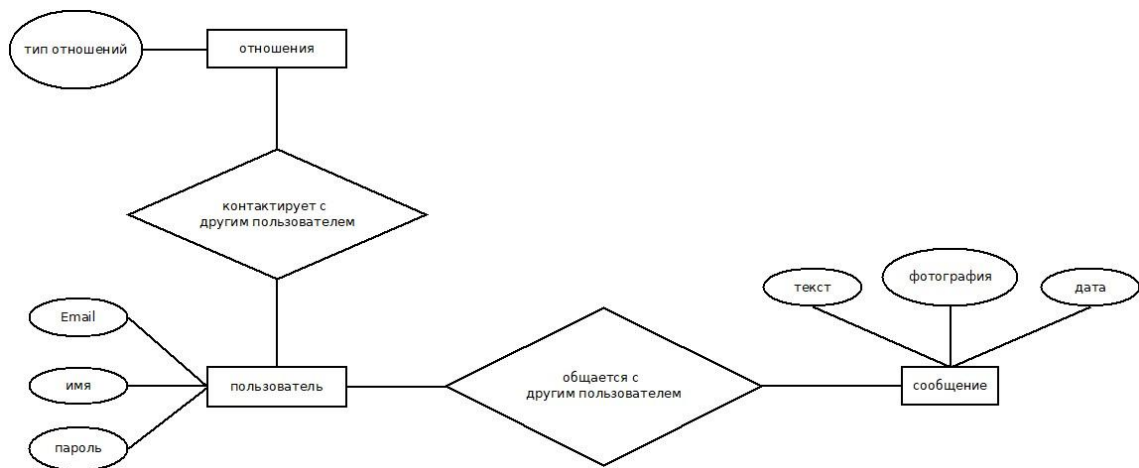 тип отношений
отношения
контактирует с
другим пользователем
Email
имя
пароль
пользователь
общается с
другим пользователем
текст
фотография
дата
сообщение